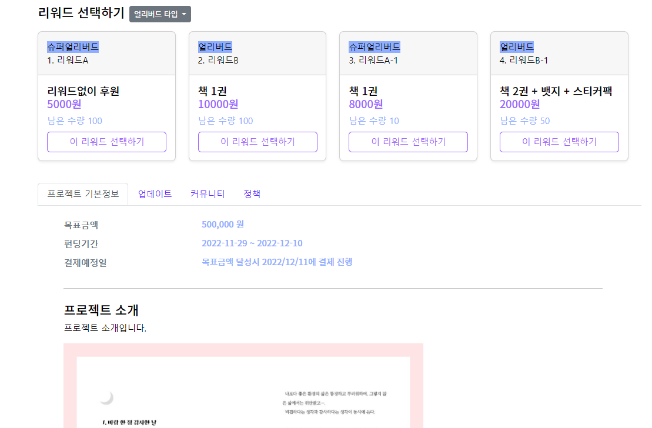 리워드 선택하기 얼리버드 타입
슈퍼얼리버드
1. 리워드A
리워드없이 후원
5000원
남은 수량 100
이 리워드 선택하기
얼리버드
2. 리워드B
책 1권
10000원
남은 수량 100
이 리워드 선택하기
슈퍼얼리버드
3. 리워드A-1
책 1권
8000원
남은 수량 10
이 리워드 선택하기
얼리버드
4. 리워드B-1
책 2권 + 뱃지 + 스티커팩
20000원
남은 수량 50
이 리워드 선택하기
프로젝트 기본정보 업데이트 커뮤니티 정책
목표금액 500,000 원
펀딩기간 2022-11-29 ~ 2022-12-10
결제예정일 목표금액 달성시 2022/12/11에 결제 진행
프로젝트 소개
프로젝트 소개입니다.